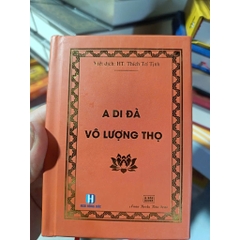 Việt dịch: HT. Thích Trí Tịnh
A DI ĐÀ
VÔ LƯỢNG THỌ